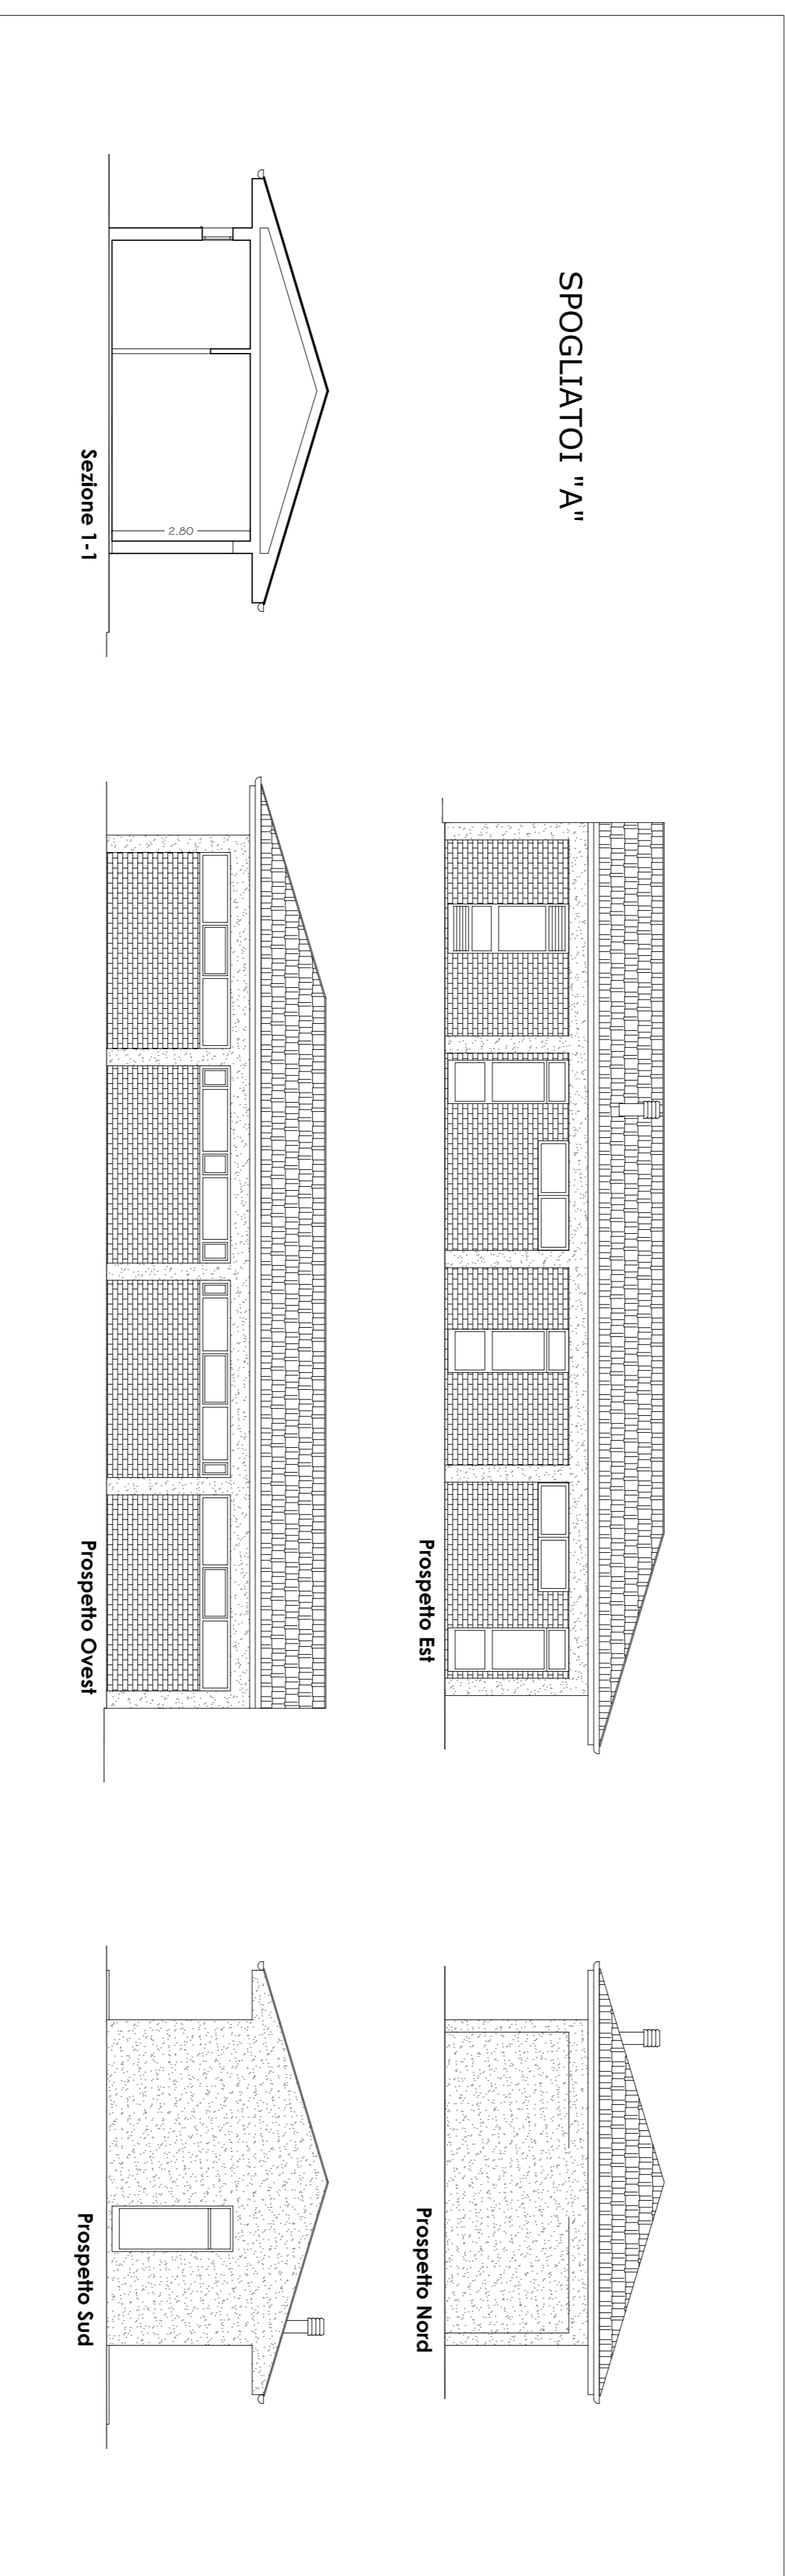 SPOGLIATOI "A"
Prospetto Est
Prospetto Nord
2.80
Sezione 1-1
Prospetto Ovest
Prospetto Sud